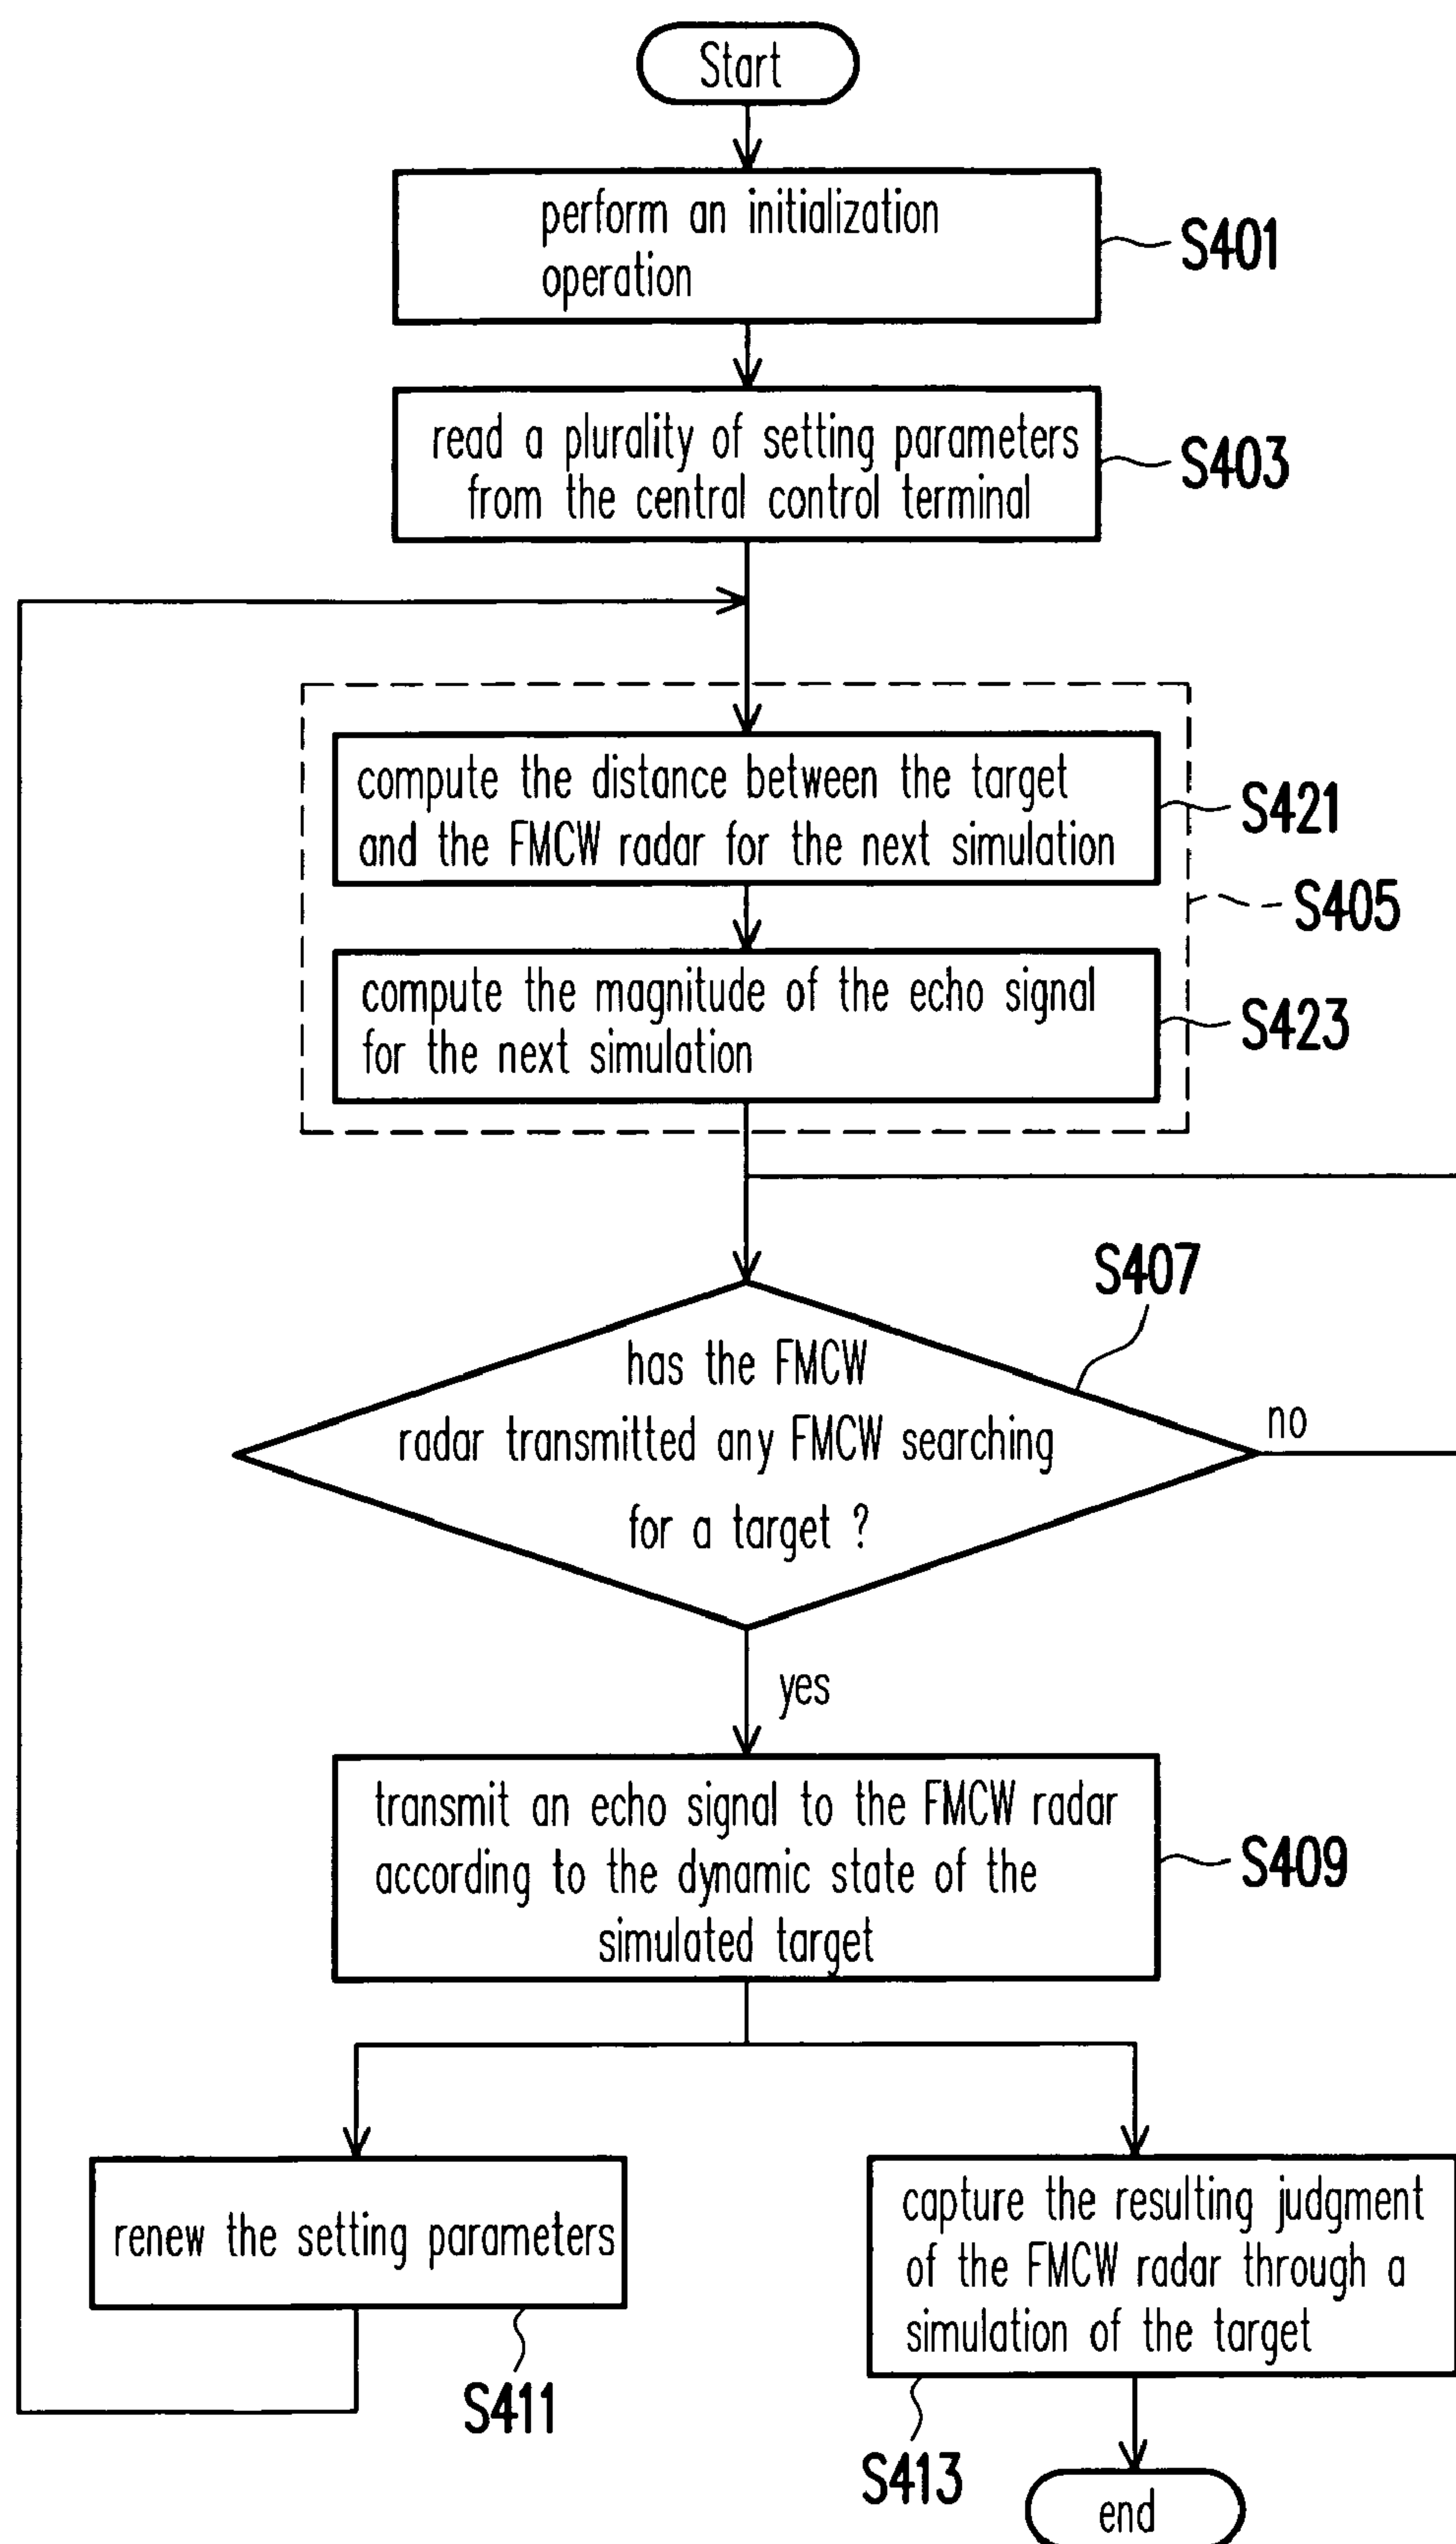 Start
perform an initialization
operation
S401
read a plurality of setting parameters
from the central control terminal
S403
compute the distance between the target
and the FMCW radar for the next simulation
S421
S405
compute the magnitude of the echo signal
for the next simulation
S423
S407
has the FMCW
radar transmitted any FMCW searching
for a target ?
no
yes
transmit an echo signal to the FMCW radar
according to the dynamic state of the
simulated target
S409
renew the setting parameters
S411
capture the resulting judgment
of the FMCW radar through a
simulation of the target
S413
end